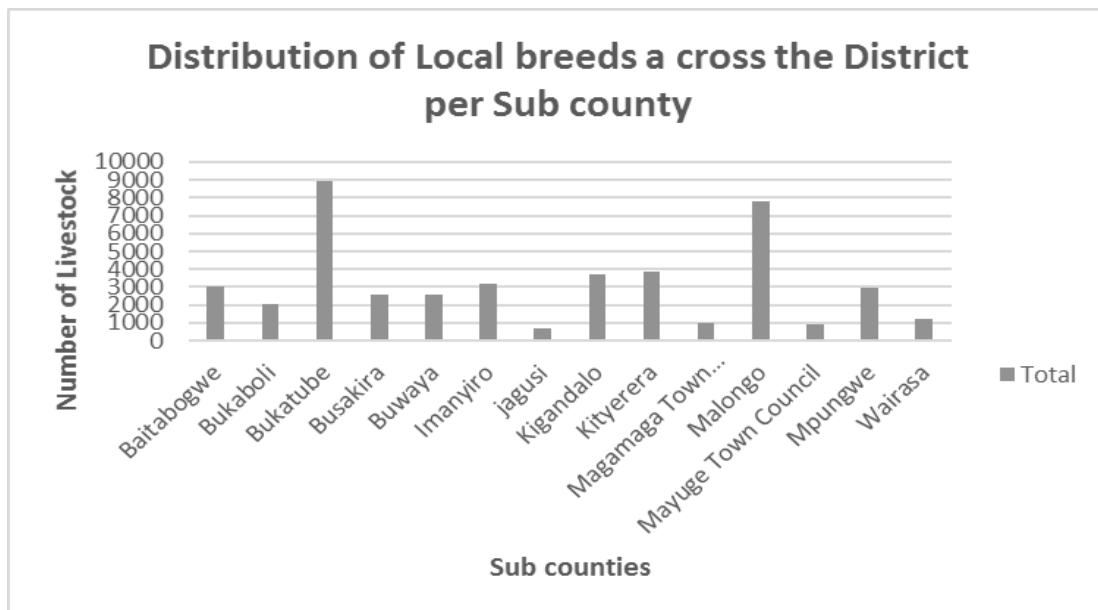 Distribution of Local breeds a cross the District
per Sub county
Number of Livestock
10000
9000
8000
7000
6000
5000
4000
3000
2000
1000
0
Baitabogwe
Bukaboli
Bukatube
Busakira
Buwaya
Imanyiro
jagusi
Kigandalo
Kityerera
Magamaga Town...
Malongo
Mayuge Town Council
Mpungwe
Wairasa
Total
Sub counties